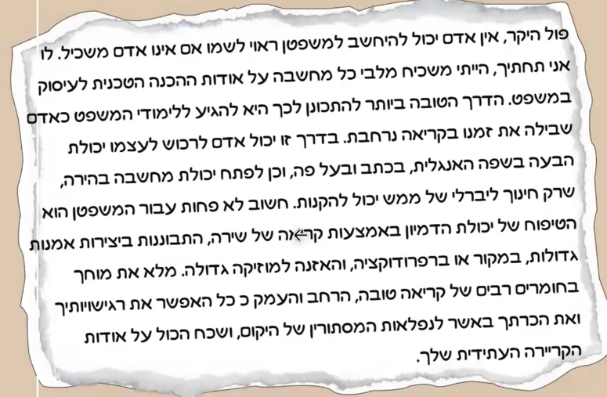 פול היקר, אין אדם יכול להיחשב למשפטן ראוי לשמו אם אינו אדם משכיל. לו
אני תחתיך, הייתי משכיח מלבי כל מחשבה על אודות ההכנה הטכנית לעיסוק
במשפט. הדרך הטובה ביותר להתכונן לכך היא להגיע ללימודי המשפט כאדם
שבילה את זמנו בקריאה נרחבת. בדרך זו יכול אדם לרכוש לעצמו יכולת
הבעה בשפה האנגלית, בכתב ובעל פה, וכן לפתח יכולת מחשבה בהירה,
שרק חינוך ליברלי של ממש יכול להקנות. חשוב לא פחות עבור המשפטן הוא
הטיפוח של יכולת הדמיון באמצעות קריאה של שירה, התבוננות ביצירות אמנות
גדולות, במקור או ברפרודוקציה, והאזנה למוזיקה גדולה. מלא את מוחך
בחומרים רבים של קריאה טובה, הרחב והעמק כ כל האפשר את רגישויותיך
ואת הכרתך באשר לנפלאות המסתורין של היקום, ושכח הכול על אודות
הקריירה העתידית שלך.